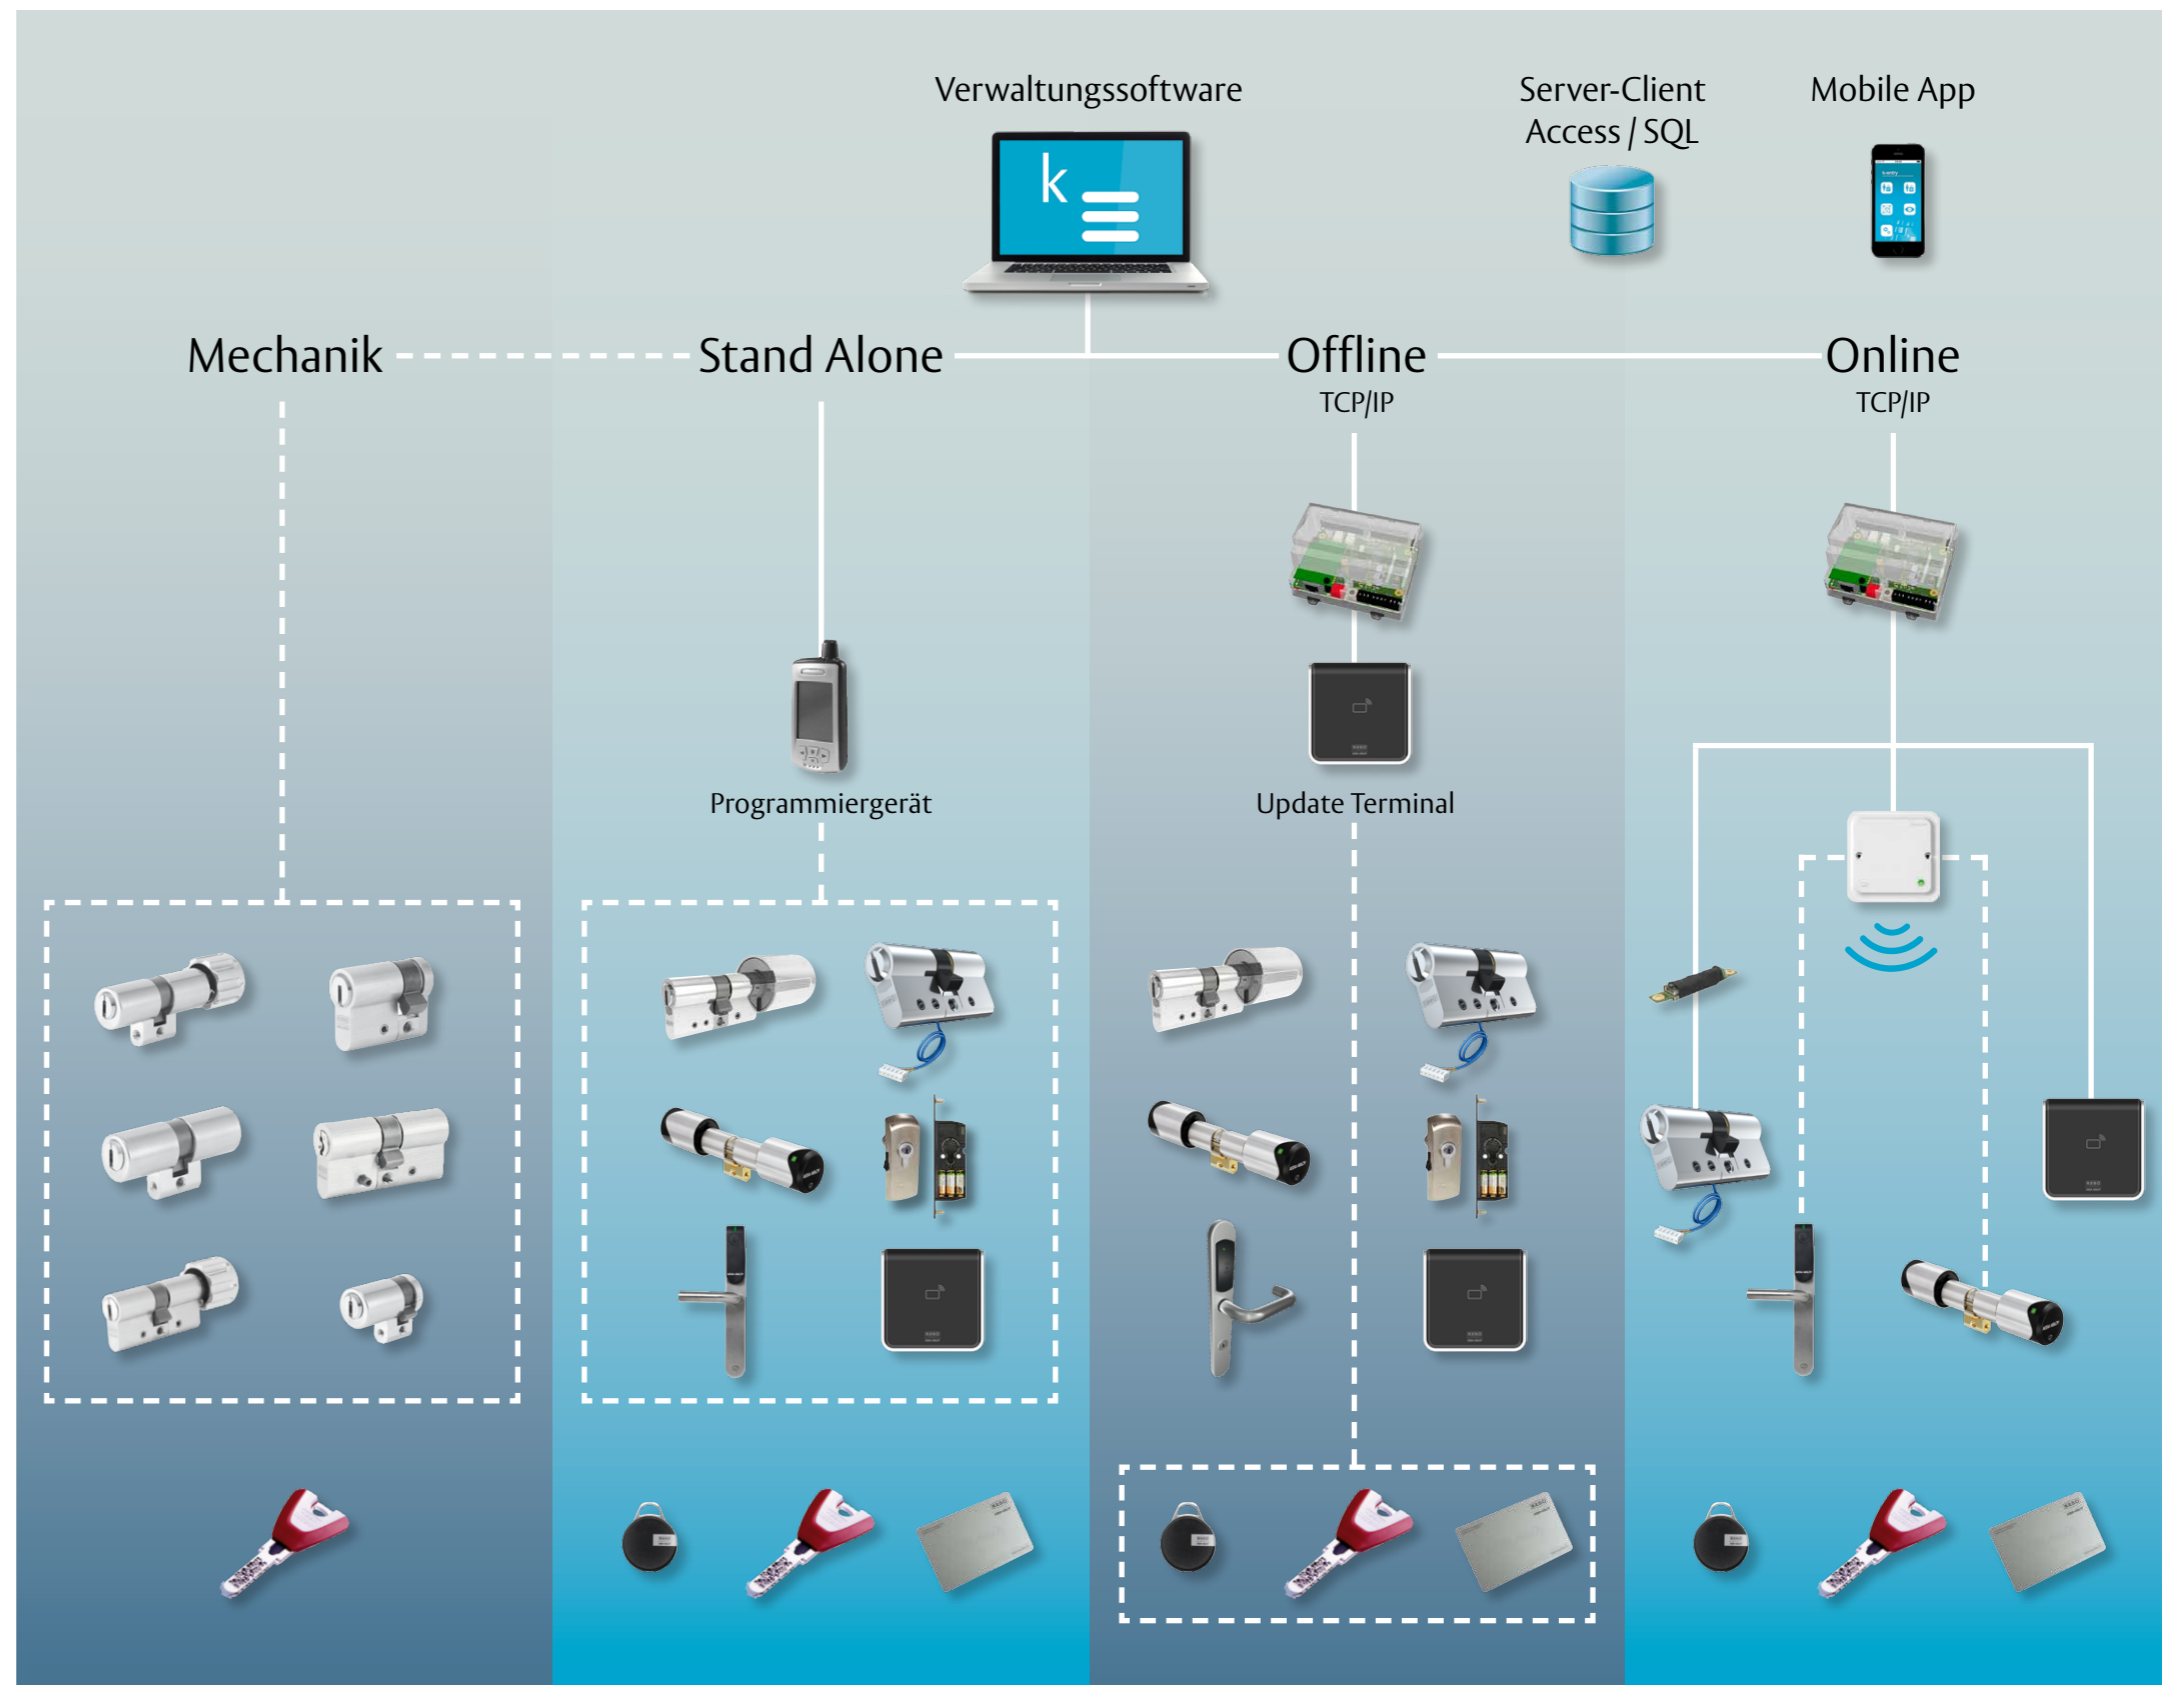 Verwaltungssoftware
Server-Client
Access / SQL
Mobile App
k
Mechanik
Stand Alone
Offline
TCP/IP
Online
TCP/IP
Programmiergerät
Update Terminal